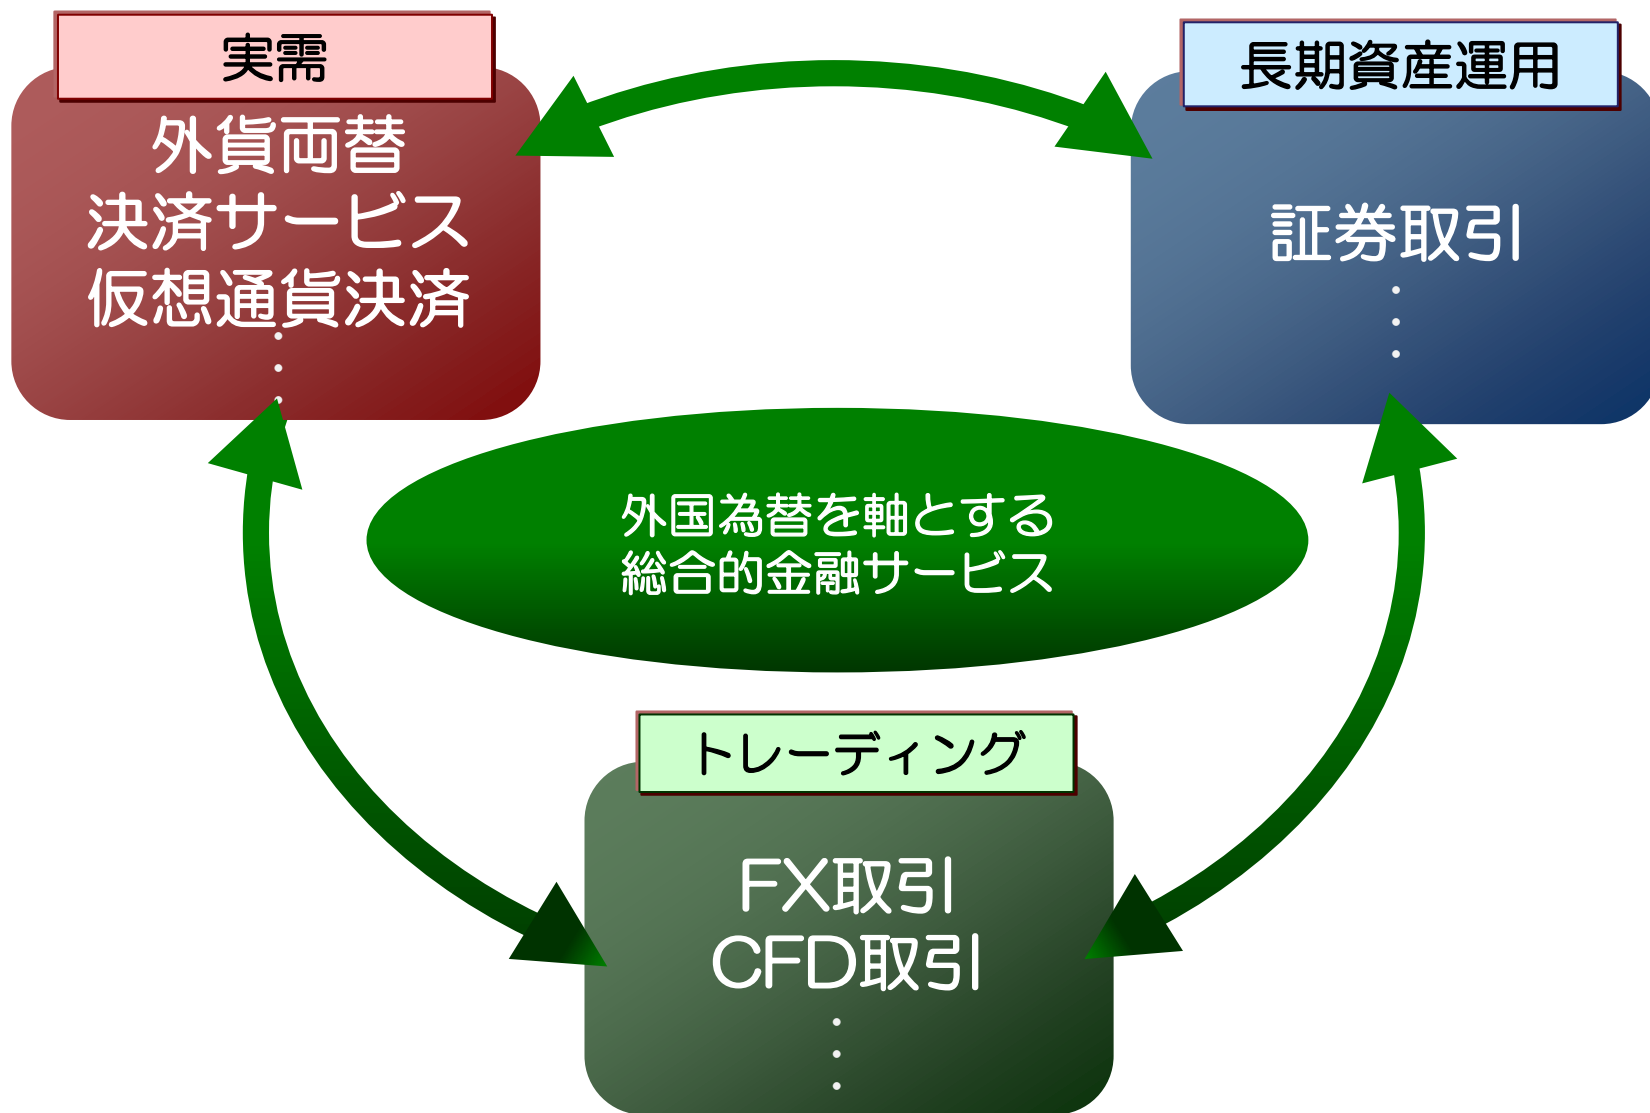 実需
外貨両替
決済サービス
仮想通貨決済
・
・
・
長期資産運用
証券取引
・
・
・
外国為替を軸とする
総合的金融サービス
トレーディング
FX取引
CFD取引
・
・
・